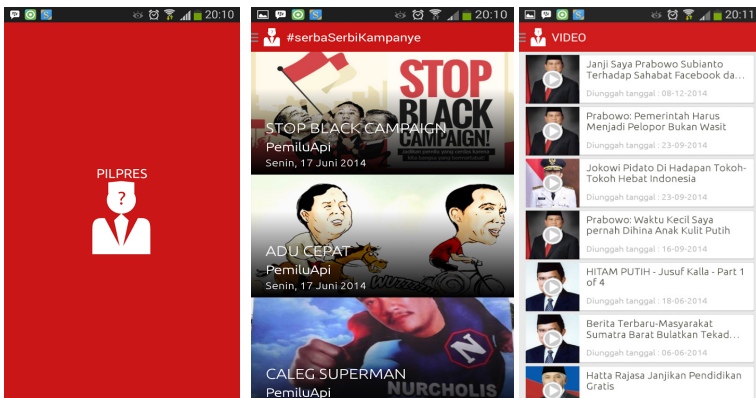 20:10
PILPRES
?
20:10
#serbaSerbiKampanye
STOP
BLACK
CAMPAIGN!
STOP BLACK CAMPAIGN
PemiluApi
Senin, 17 Juni 2014
ADU CEPAT
WUZZZZ
PemiluApi
Senin, 17 Juni 2014
N
CALEG SUPERMAN
NURCHOLIS
PemiluApi
20:11
VIDEO
Janji Saya Prabowo Subianto
Terhadap Sahabat Facebook da...
Diunggah tanggal : 08-12-2014
Prabowo: Pemerintah Harus
Menjadi Pelopor Bukan Wasit
Diunggah tanggal : 23-09-2014
Jokowi Pidato Di Hadapan Tokoh-
Tokoh Hebat Indonesia
Diunggah tanggal : 23-09-2014
Prabowo: Waktu Kecil Saya
pernah Dihina Anak Kulit Putih
Diunggah tanggal : 16-09-2014
HITAM PUTIH - Jusuf Kalla - Part 1
of 4
Diunggah tanggal : 18-06-2014
Berita Terbaru-Masyarakat
Sumatra Barat Bulatkan Tekad...
Diunggah tanggal : 06-06-2014
Hatta Rajasa Janjikan Pendidikan
Gratis